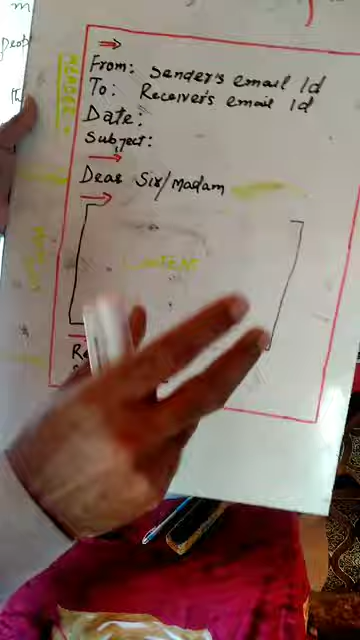 From: Sender's email Id
To: Receiver's email Id
Date:
Subject:
Dear Sir/Madam
Content